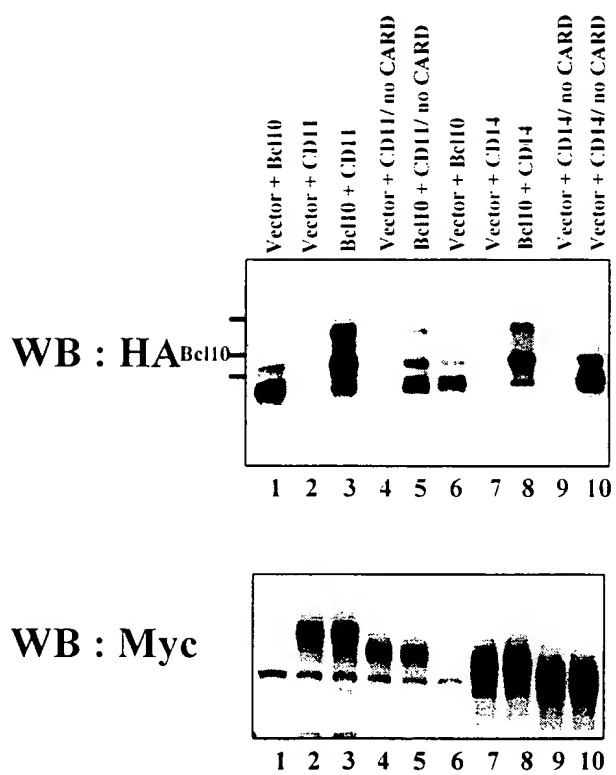 Vector + Bcl10
Vector + CD11
Bcl10 + CD11
Vector + CD11/ no CARD
Bcl10 + CD11/ no CARD
Vector + Bcl10
Vector + CD14
Bcl10 + CD14
Vector + CD14/ no CARD
Vector + CD14/ no CARD
WB : HA Bcl10
1 2 3 4 5 6 7 8 9 10
WB : Myc
1 2 3 4 5 6 7 8 9 10